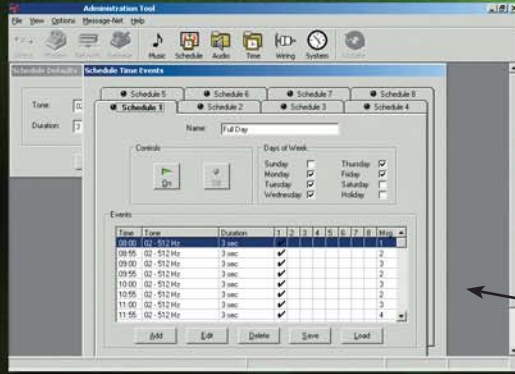 Administration Tool
File View Options Message-Net Help
Music Schedule Audio Time Wiring System Update
Schedule Defaults
Schedule Time Events
Tone:
Duration: 3
Schedule 5 Schedule 6 Schedule 7 Schedule 8
Schedule 1 Schedule 2 Schedule 3 Schedule 4
Name: Full Day
Controls
On
Days of Week
Sunday Thursday
Monday Friday
Tuesday Saturday
Wednesday Holiday
Events
Time Tone Duration 1 2 3 4 5 6 7 8 Msg
08:00 02 - 512 Hz 3 sec 1
08:55 02 - 512 Hz 3 sec 2
09:00 02 - 512 Hz 3 sec 3
09:55 02 - 512 Hz 3 sec 2
10:00 02 - 512 Hz 3 sec 3
10:55 02 - 512 Hz 3 sec 2
11:00 02 - 512 Hz 3 sec 3
11:55 02 - 512 Hz 3 sec 4
Add Edit Delete Save Load